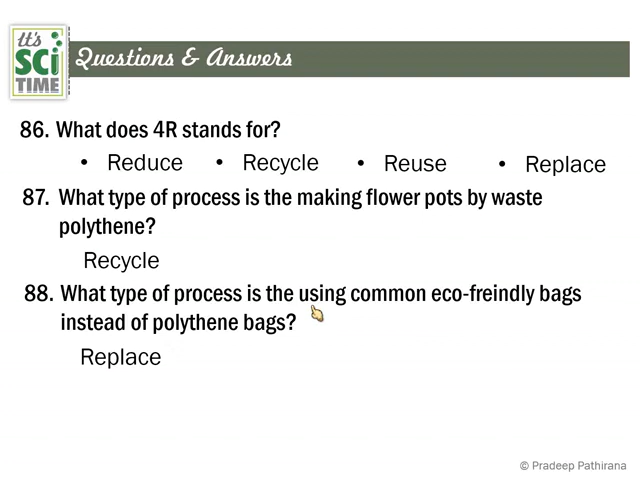 It's
SCi
TIME
Questions & Answers
86. What does 4R stands for?
• Reduce • Recycle • Reuse • Replace
87. What type of process is the making flower pots by waste
polythene?
Recycle
88. What type of process is the using common eco-freindly bags
instead of polythene bags?
Replace
© Pradeep Pathirana